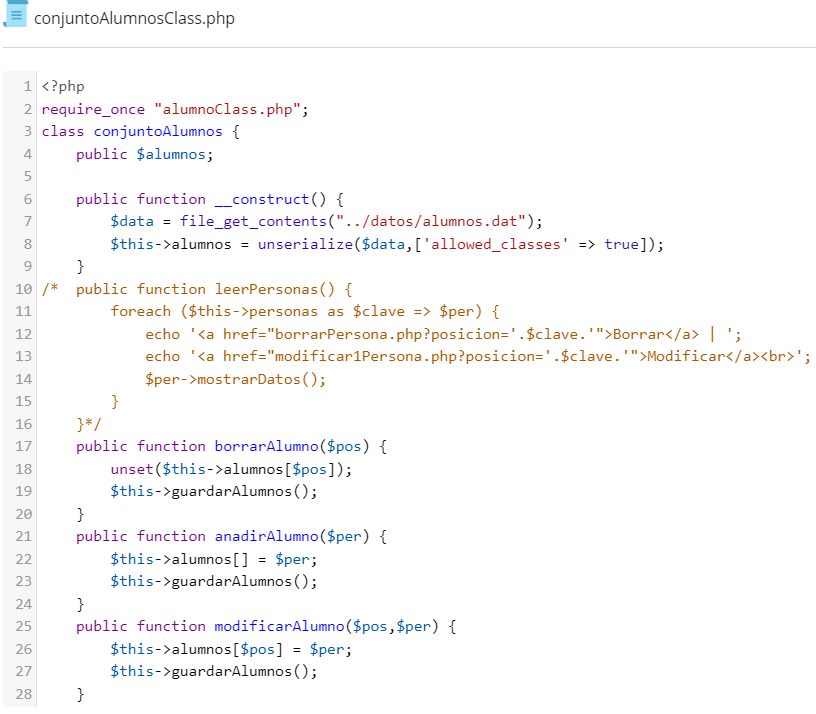 conjuntoAlumnosClass.php
1 <?php
2 require_once "alumnoClass.php";
3 class conjuntoAlumnos {
4     public $alumnos;
5
6     public function __construct() {
7         $data = file_get_contents("../datos/alumnos.dat");
8         $this->alumnos = unserialize($data,['allowed_classes' => true]);
9     }
10 /*  public function leerPersonas() {
11         foreach ($this->personas as $clave => $per) {
12             echo '<a href="borrarPersona.php?posicion='.$clave.'">Borrar</a> | ';
13             echo '<a href="modificar1Persona.php?posicion='.$clave.'">Modificar</a><br>';
14             $per->mostrarDatos();
15         }
16     }*/
17     public function borrarAlumno($pos) {
18         unset($this->alumnos[$pos]);
19         $this->guardarAlumnos();
20     }
21     public function anadirAlumno($per) {
22         $this->alumnos[] = $per;
23         $this->guardarAlumnos();
24     }
25     public function modificarAlumno($pos,$per) {
26         $this->alumnos[$pos] = $per;
27         $this->guardarAlumnos();
28     }